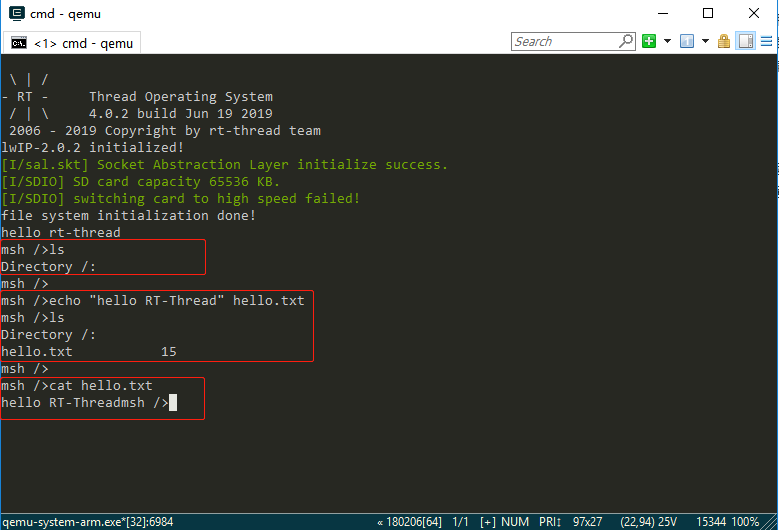 cmd - qemu
<1> cmd - qemu
Search
\ | /
- RT -     Thread Operating System
/ | \     4.0.2 build Jun 19 2019
2006 - 2019 Copyright by rt-thread team
lwIP-2.0.2 initialized!
[I/sal.skt] Socket Abstraction Layer initialize success.
[I/SDIO] SD card capacity 65536 KB.
[I/SDIO] switching card to high speed failed!
file system initialization done!
hello rt-thread
msh />ls
Directory /:
msh />
msh />echo "hello RT-Thread" hello.txt
msh />ls
Directory /:
hello.txt           15
msh />
msh />cat hello.txt
hello RT-Threadmsh />
qemu-system-arm.exe*[32]:6984 « 180206[64] 1/1 [+] NUM PRI↕ 97x27 (22,94) 25V 15344 100%